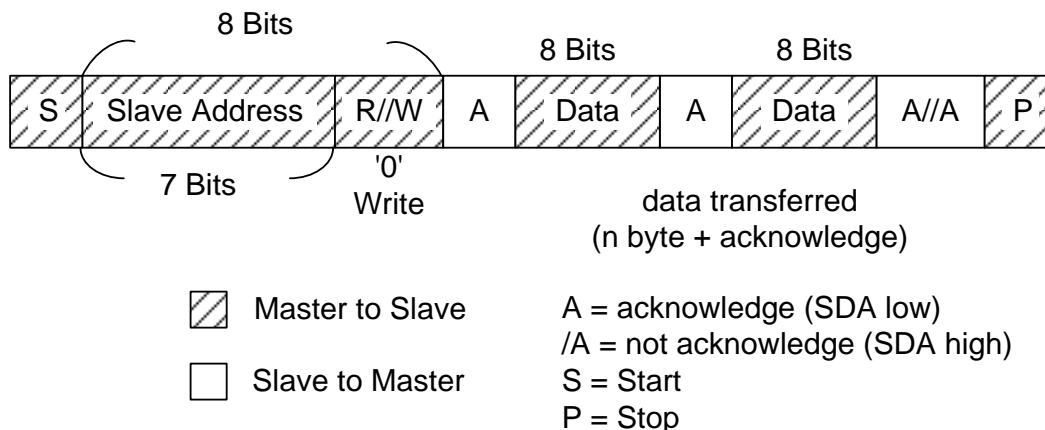 8 Bits
8 Bits
8 Bits
S
Slave Address
R//W
A
Data
A
Data
A//A
P
7 Bits
'0'
Write
data transferred
(n byte + acknowledge)
Master to Slave
Slave to Master
A = acknowledge (SDA low)
/A = not acknowledge (SDA high)
S = Start
P = Stop